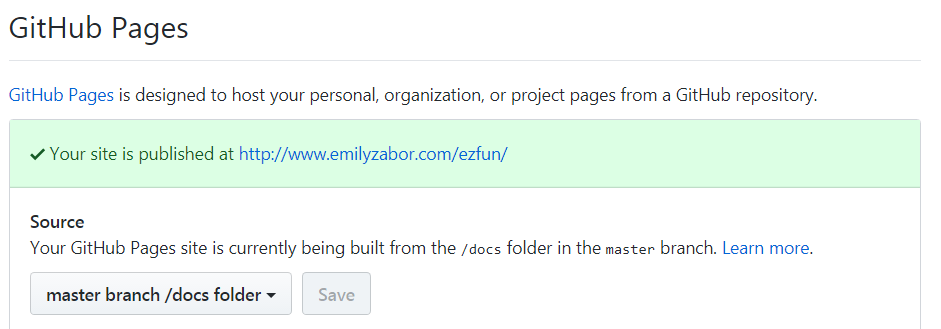 GitHub Pages
GitHub Pages is designed to host your personal, organization, or project pages from a GitHub repository.
Your site is published at http://www.emilyzabor.com/ezfun/
Source
Your GitHub Pages site is currently being built from the /docs folder in the master branch. Learn more.
master branch /docs folder Save